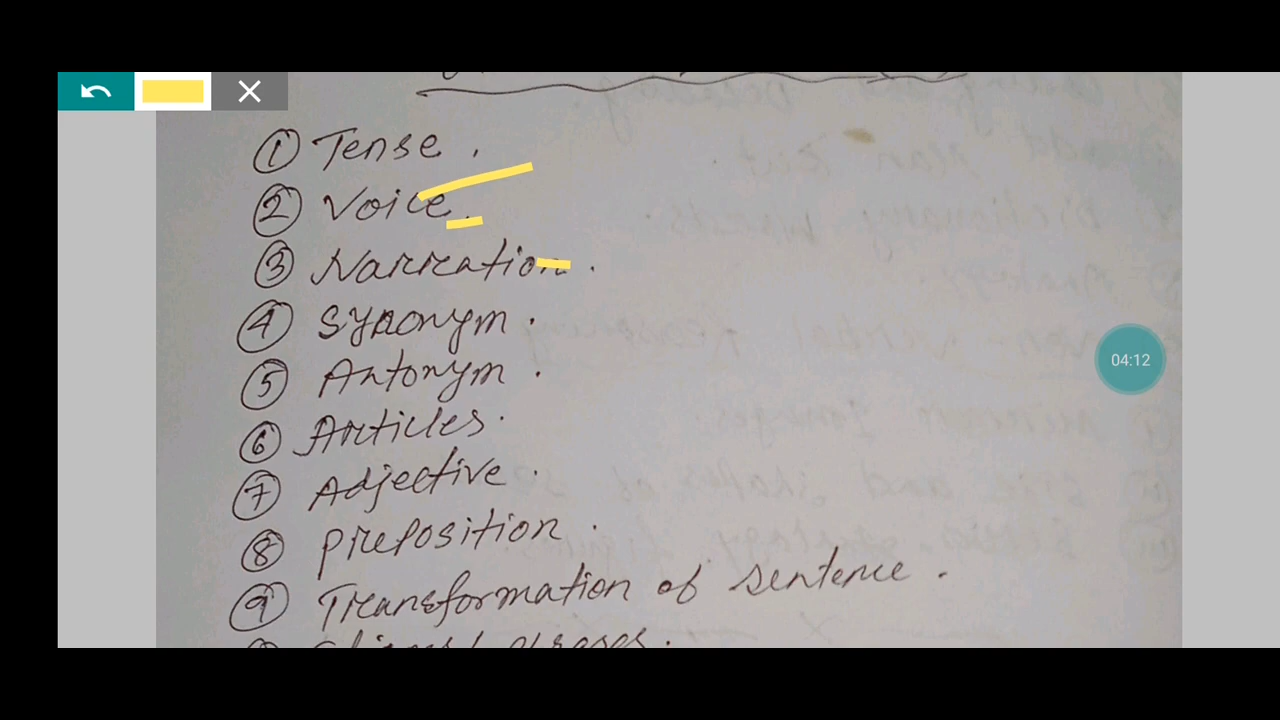 ① Tense .
② Voice .
③ Narration .
④ Synonym .
⑤ Antonym .
⑥ Articles .
⑦ Adjective .
⑧ Preposition .
⑨ Transformation of sentence .
phrases .
04:12